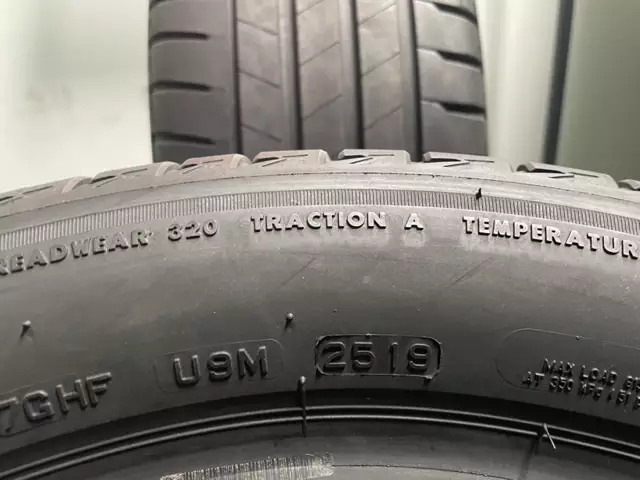 READWEAR 320 TRACTION A TEMPERATUR
7GHF U9M 2519
MAX LOAD
AT 350 KPA